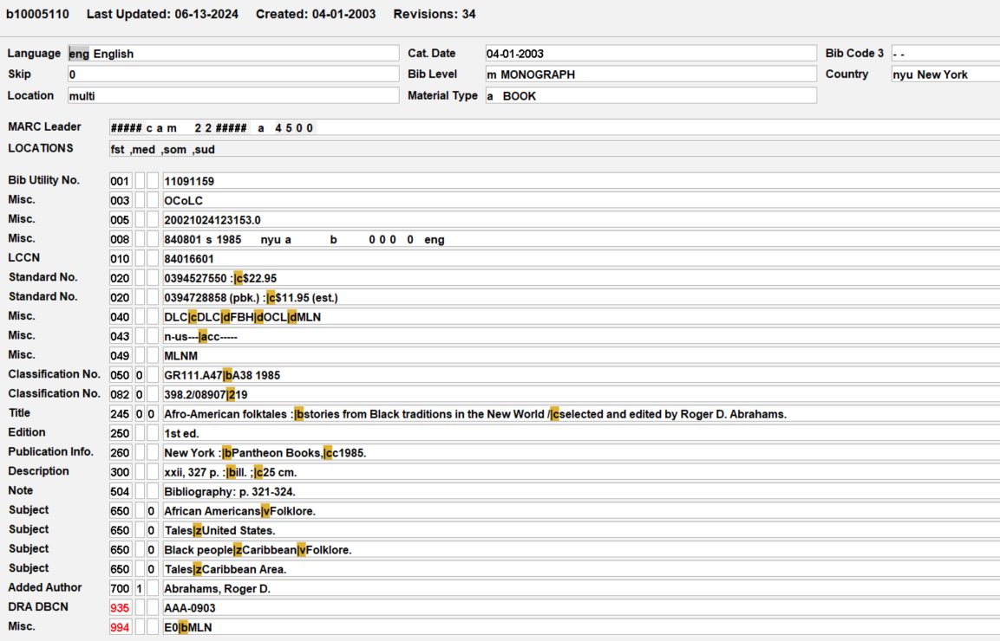 b10005110 Last Updated: 06-13-2024 Created: 04-01-2003 Revisions: 34
Language eng English Cat. Date 04-01-2003 Bib Code 3 - -
Skip 0 Bib Level m MONOGRAPH Country nyu New York
Location multi Material Type a BOOK
MARC Leader ##### c a m 2 2 ##### a 4 5 0 0
LOCATIONS fst ,med ,som ,sud
Bib Utility No. 001 11091159
Misc. 003 OCoLC
Misc. 005 20021024123153.0
Misc. 008 840801 s 1985 nyu a b 0 0 0 0 eng
LCCN 010 84016601
Standard No. 020 0394527550 :|c$22.95
Standard No. 020 0394728858 (pbk.) :|c$11.95 (est.)
Misc. 040 DLC|cDLC|dFBH|dOCL|dMLN
Misc. 043 n-us---|acc-----
Misc. 049 MLNM
Classification No. 050 0 GR111.A47|bA38 1985
Classification No. 082 0 398.2/08907|219
Title 245 0 0 Afro-American folktales :|bstories from Black traditions in the New World /|cselected and edited by Roger D. Abrahams.
Edition 250 1st ed.
Publication Info. 260 New York :|bPantheon Books,|cc1985.
Description 300 xxii, 327 p. :|bill. ;|c25 cm.
Note 504 Bibliography: p. 321-324.
Subject 650 0 African Americans|vFolklore.
Subject 650 0 Tales|zUnited States.
Subject 650 0 Black people|zCaribbean|vFolklore.
Subject 650 0 Tales|zCaribbean Area.
Added Author 700 1 Abrahams, Roger D.
DRA DBCN 935 AAA-0903
Misc. 994 E0|bMLN